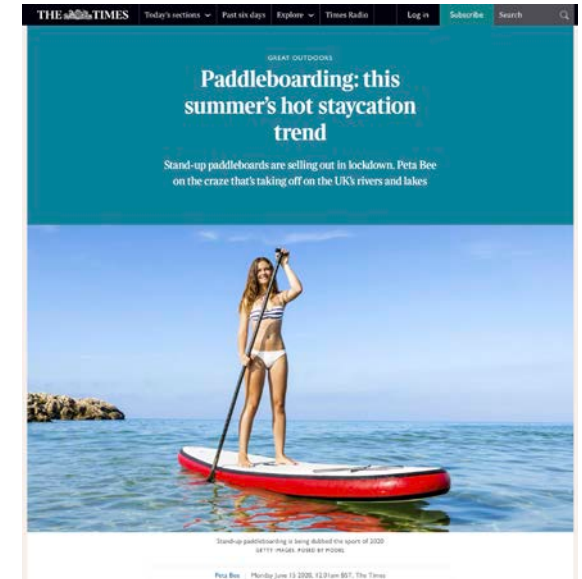 THE TIMES Today's sections Past six days Explore Times Radio Log in Subscribe Search
GREAT OUTDOORS
Paddleboarding: this
summer's hot staycation
trend
Stand-up paddleboards are selling out in lockdown. Peta Bee
on the craze that's taking off on the UK's rivers and lakes
Stand-up paddleboarding is being dubbed the sport of 2020
GETTY IMAGES. POSED BY MODEL
Peta Bee | Monday June 15 2020, 12.01am BST, The Times